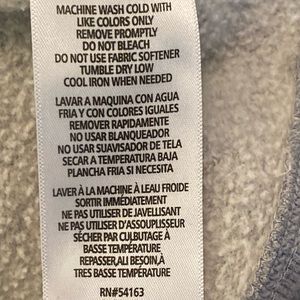 MACHINE WASH COLD WITH
LIKE COLORS ONLY
REMOVE PROMPTLY
DO NOT BLEACH
DO NOT USE FABRIC SOFTENER
TUMBLE DRY LOW
COOL IRON WHEN NEEDED
LAVAR A MAQUINA CON AGUA
FRIA Y CON COLORES IGUALES
REMOVER RAPIDAMENTE
NO USAR BLANQUEADOR
NO USAR SUAVISADOR DE TELA
SECAR A TEMPERATURA BAJA
PLANCHA FRIA SI NECESITA
LAVER À LA MACHINE À LEAU FROIDE
SORTIR IMMÉDIATEMENT
NE PAS UTILISER DE JAVELLISANT
NE PAS UTILISER D'ASSOUPLISEUR
SÉCHER PAR CULBUTAGE À
BASSE TEMPÉRATURE
REPASSER,ALI BESOIN,À
TRES BASSE TEMPÉRATURE
RN#54163